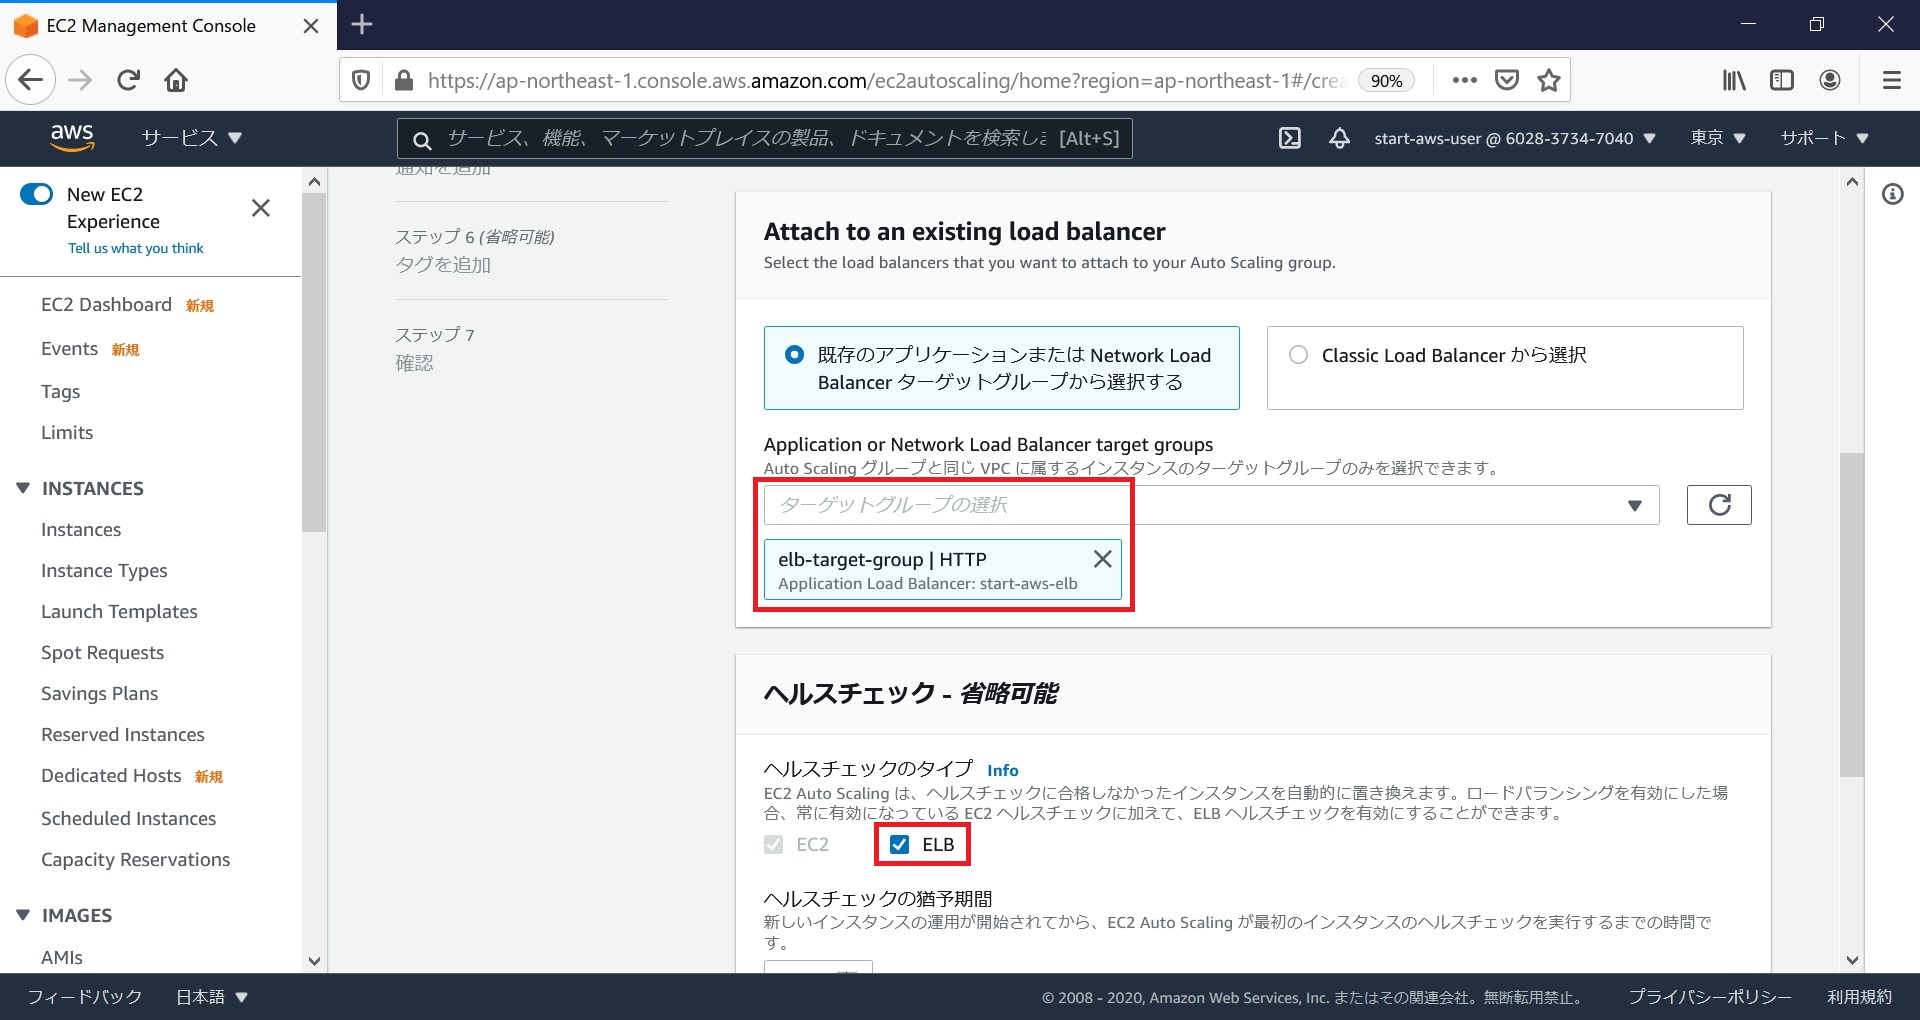 EC2 Management Console
https://ap-northeast-1.console.aws.amazon.com/ec2autoscaling/home?region=ap-northeast-1#/crea
90%
aws
サービス
サービス、機能、マーケットプレイスの製品、ドキュメントを検索しま
[Alt+S]
start-aws-user @ 6028-3734-7040
東京
サポート
New EC2
Experience
Tell us what you think
EC2 Dashboard 新規
Events 新規
Tags
Limits
INSTANCES
Instances
Instance Types
Launch Templates
Spot Requests
Savings Plans
Reserved Instances
Dedicated Hosts 新規
Scheduled Instances
Capacity Reservations
IMAGES
AMIs
通知を追加
ステップ 6 (省略可能)
タグを追加
ステップ 7
確認
Attach to an existing load balancer
Select the load balancers that you want to attach to your Auto Scaling group.
既存のアプリケーションまたは Network Load
Balancer ターゲットグループから選択する
Classic Load Balancer から選択
Application or Network Load Balancer target groups
Auto Scaling グループと同じ VPC に属するインスタンスのターゲットグループのみを選択できます。
ターゲットグループの選択
elb-target-group | HTTP
Application Load Balancer: start-aws-elb
ヘルスチェック - 省略可能
ヘルスチェックのタイプ Info
EC2 Auto Scaling は、ヘルスチェックに合格しなかったインスタンスを自動的に置き換えます。ロードバランシングを有効にした場
合、常に有効になっている EC2 ヘルスチェックに加えて、ELB ヘルスチェックを有効にすることができます。
EC2
ELB
ヘルスチェックの猶予期間
新しいインスタンスの運用が開始されてから、EC2 Auto Scaling が最初のインスタンスのヘルスチェックを実行するまでの時間で
す。
フィードバック
日本語
© 2008 - 2020, Amazon Web Services, Inc. またはその関連会社。無断転用禁止。
プライバシーポリシー
利用規約